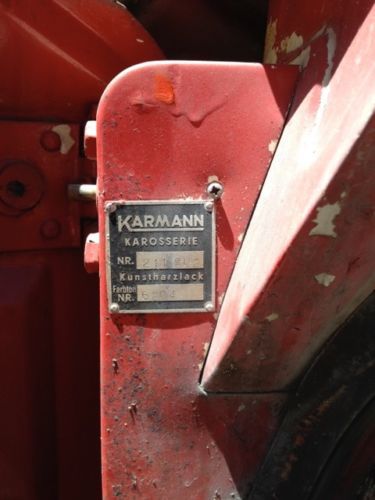 KARMANN
KAROSSERIE
NR.
Kunstharzlack
Farbton
NR.